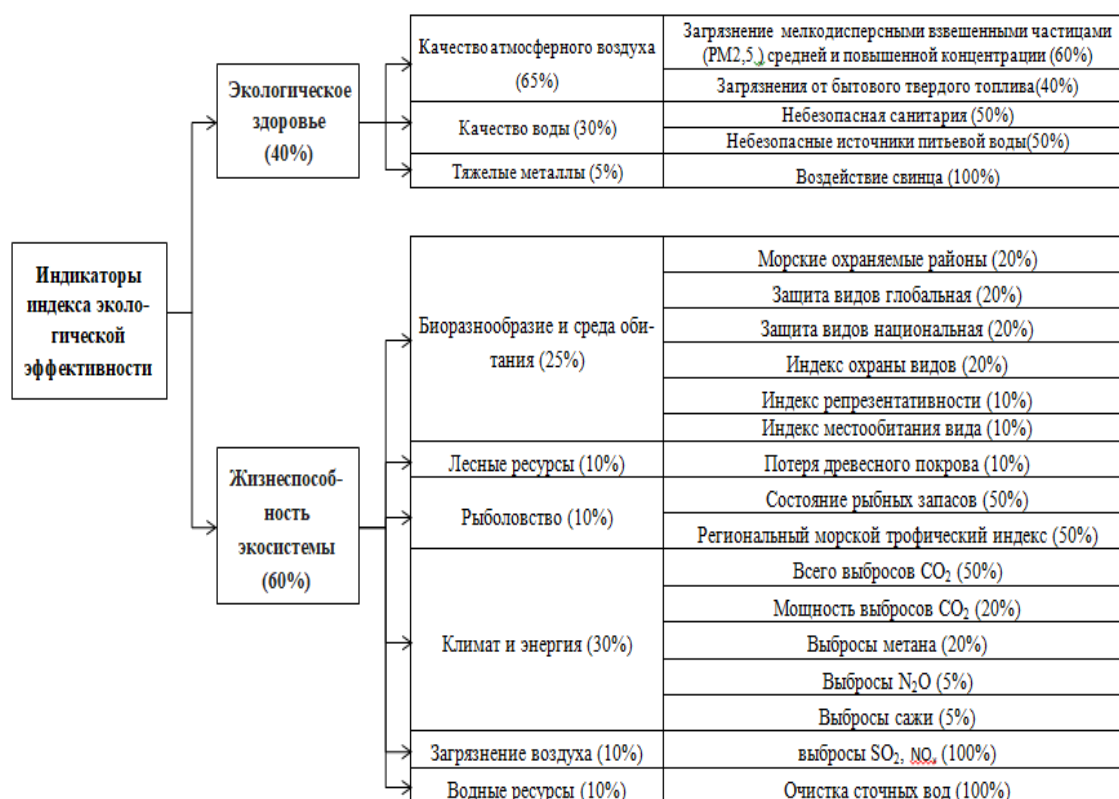 Индикаторы
индекса эколо-
гической
эффективности
Экологическое
здоровье
(40%)
Качество атмосферного воздуха
(65%)
Загрязнение мелкодисперсными взвешенными частицами
(PM2,5,) средней и повышенной концентрации (60%)
Загрязнения от бытового твердого топлива(40%)
Качество воды (30%)
Небезопасная санитария (50%)
Небезопасные источники питьевой воды(50%)
Тяжелые металлы (5%)
Воздействие свинца (100%)
Жизнеспособ-
ность
экосистемы
(60%)
Биоразнообразие и среда оби-
тания (25%)
Морские охраняемые районы (20%)
Защита видов глобальная (20%)
Защита видов национальная (20%)
Индекс охраны видов (20%)
Индекс репрезентативности (10%)
Индекс местообитания вида (10%)
Лесные ресурсы (10%)
Потеря древесного покрова (10%)
Рыболовство (10%)
Состояние рыбных запасов (50%)
Региональный морской трофический индекс (50%)
Климат и энергия (30%)
Всего выбросов CO₂ (50%)
Мощность выбросов CO₂ (20%)
Выбросы метана (20%)
Выбросы N₂O (5%)
Выбросы сажи (5%)
Загрязнение воздуха (10%)
выбросы SO₂, NOₓ (100%)
Водные ресурсы (10%)
Очистка сточных вод (100%)